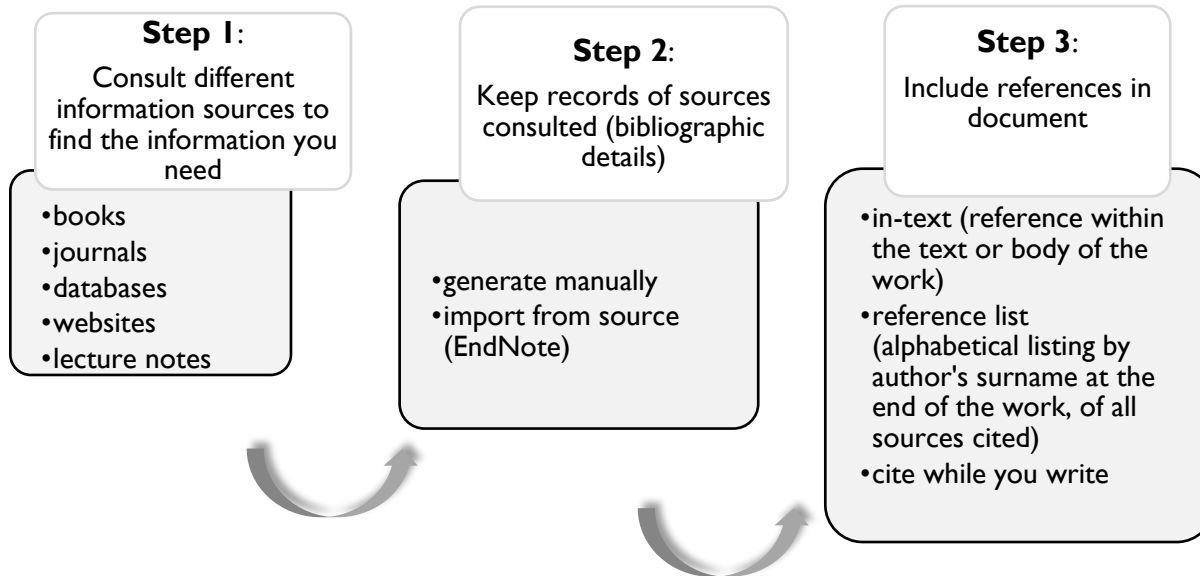 Step 1:
Consult different
information sources to
find the information you
need
•books
•journals
•databases
•websites
•lecture notes
Step 2:
Keep records of sources
consulted (bibliographic
details)
•generate manually
•import from source
(EndNote)
Step 3:
Include references in
document
•in-text (reference within
the text or body of the
work)
•reference list
(alphabetical listing by
author's surname at the
end of the work, of all
sources cited)
•cite while you write